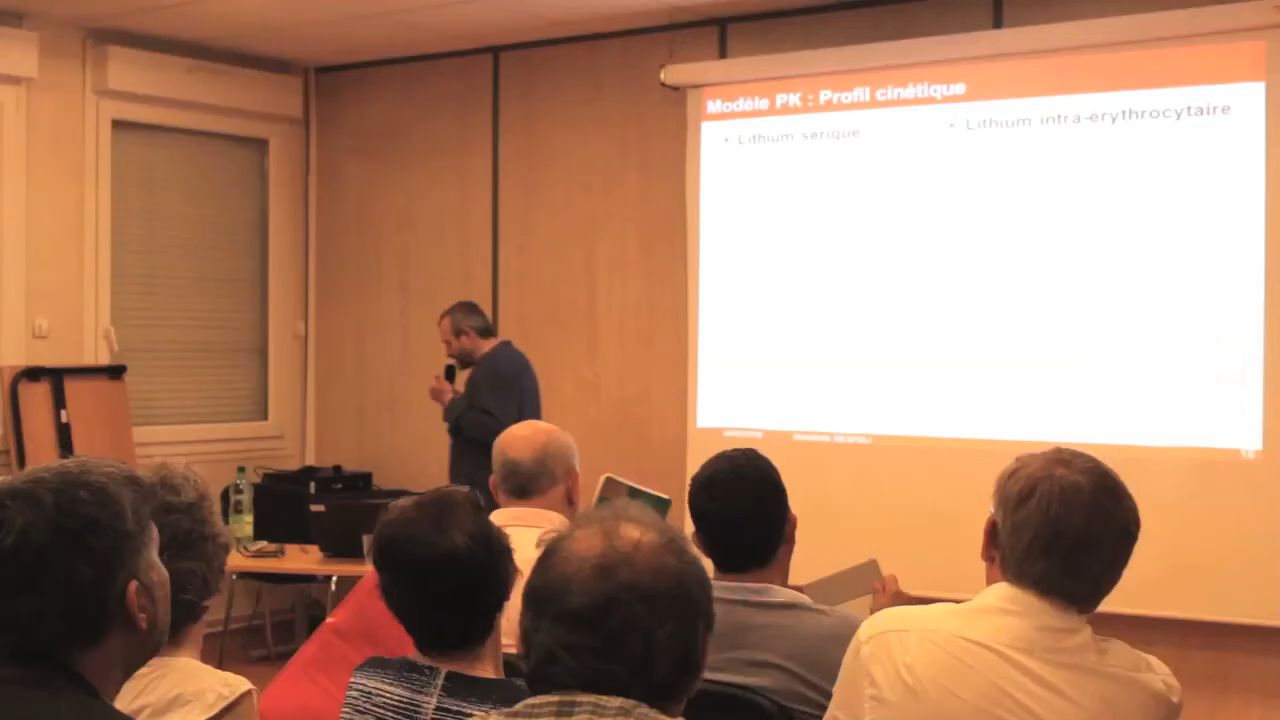 Modèle PK : Profil cinétique
• Lithium sérique
• Lithium intra-erythrocytaire